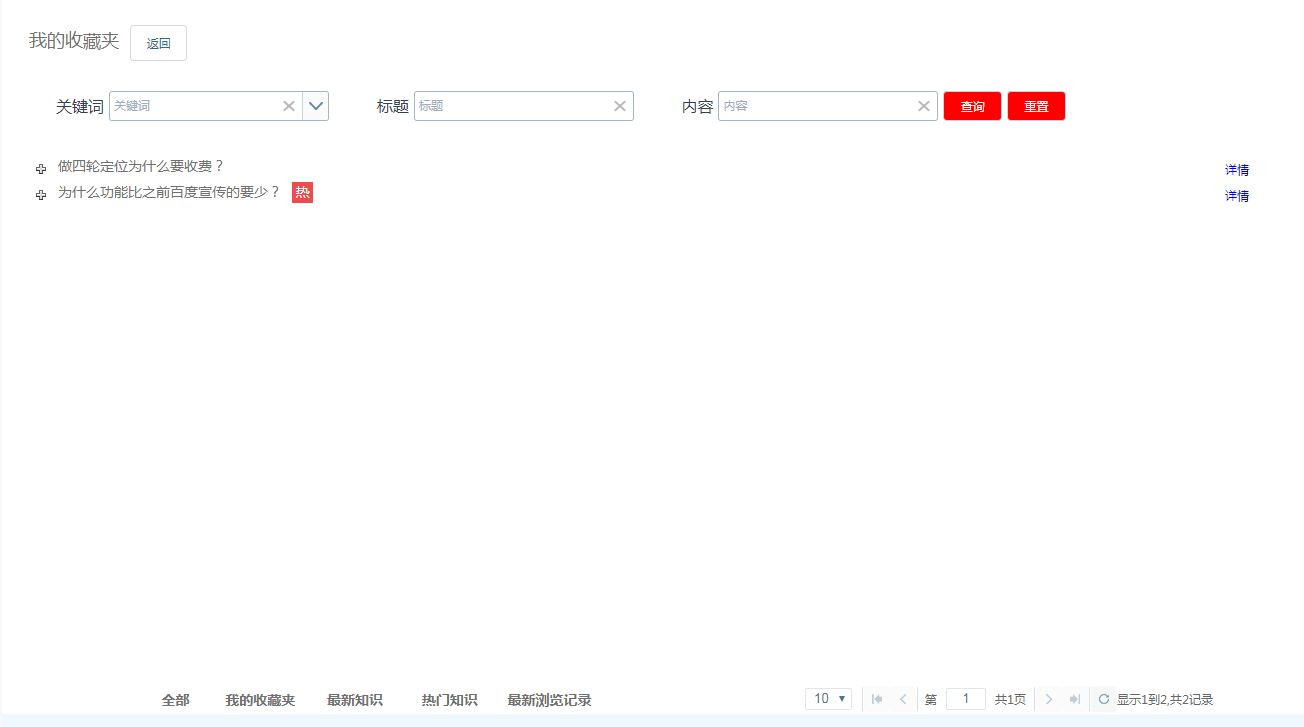 我的收藏夹 返回
关键词 关键词 标题 标题 内容 内容 查询 重置
做四轮定位为什么要收费？ 详情
为什么功能比之前百度宣传的要少？ 热 详情
全部 我的收藏夹 最新知识 热门知识 最新浏览记录 10 第 1 共1页 显示1到2,共2记录